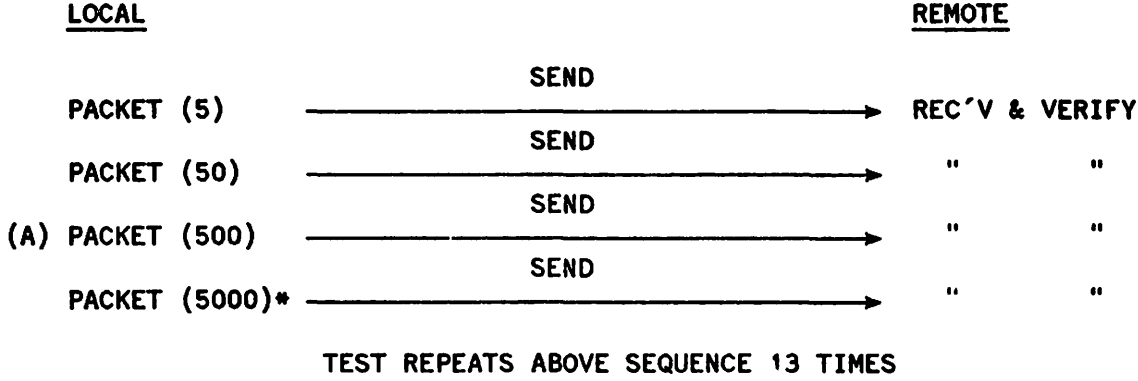 LOCAL REMOTE
SEND
PACKET (5) REC'V & VERIFY
SEND
PACKET (50) " "
SEND
(A) PACKET (500) " "
SEND
PACKET (5000)* " "
TEST REPEATS ABOVE SEQUENCE 13 TIMES